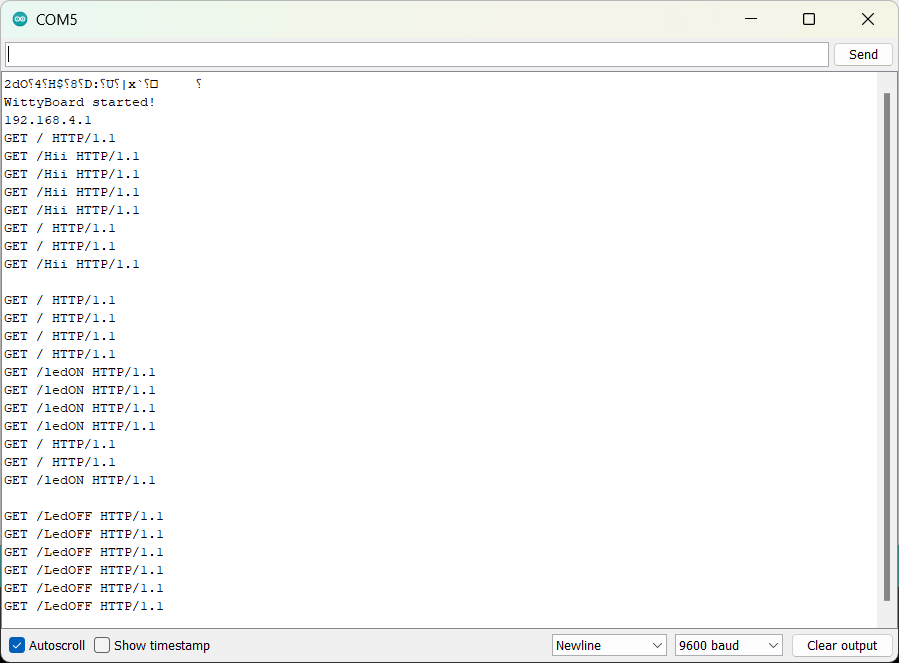 COM5
Send
2dO⸮4⸮H$⸮8⸮D:⸮U⸮|x`⸮□ ⸮
WittyBoard started!
192.168.4.1
GET / HTTP/1.1
GET /Hii HTTP/1.1
GET /Hii HTTP/1.1
GET /Hii HTTP/1.1
GET /Hii HTTP/1.1
GET / HTTP/1.1
GET / HTTP/1.1
GET /Hii HTTP/1.1
GET / HTTP/1.1
GET / HTTP/1.1
GET / HTTP/1.1
GET / HTTP/1.1
GET /ledON HTTP/1.1
GET /ledON HTTP/1.1
GET /ledON HTTP/1.1
GET /ledON HTTP/1.1
GET / HTTP/1.1
GET / HTTP/1.1
GET /ledON HTTP/1.1
GET /LedOFF HTTP/1.1
GET /LedOFF HTTP/1.1
GET /LedOFF HTTP/1.1
GET /LedOFF HTTP/1.1
GET /LedOFF HTTP/1.1
GET /LedOFF HTTP/1.1
Autoscroll Show timestamp Newline 9600 baud Clear output